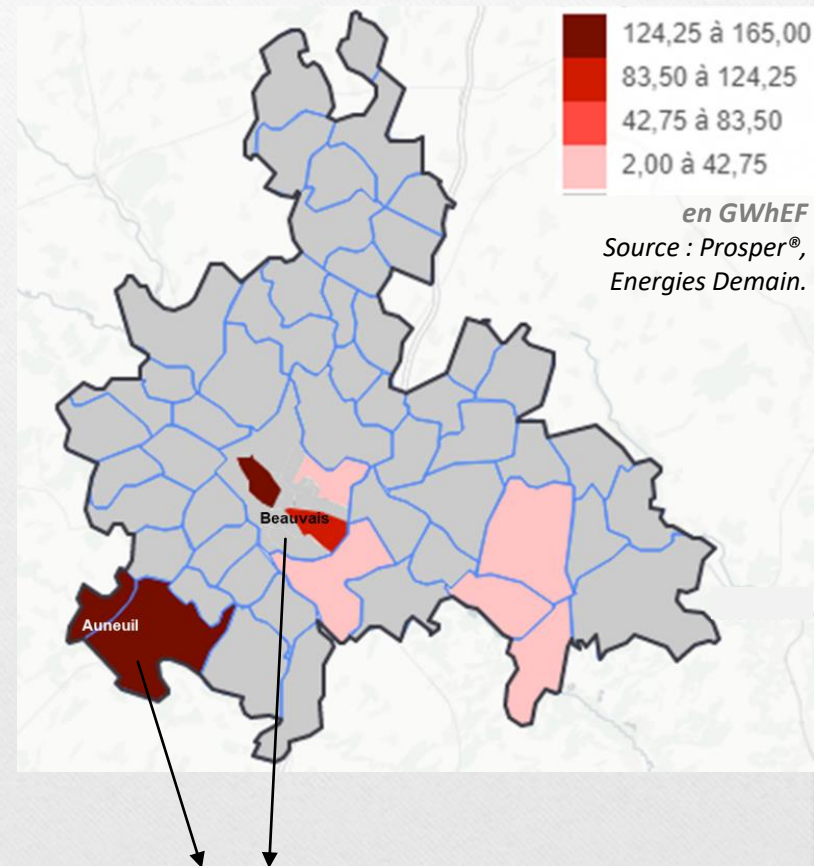 124,25 à 165,00
83,50 à 124,25
42,75 à 83,50
2,00 à 42,75
en GWhEF
Source : Prosper®,
Energies Demain.
Beauvais
Auneuil